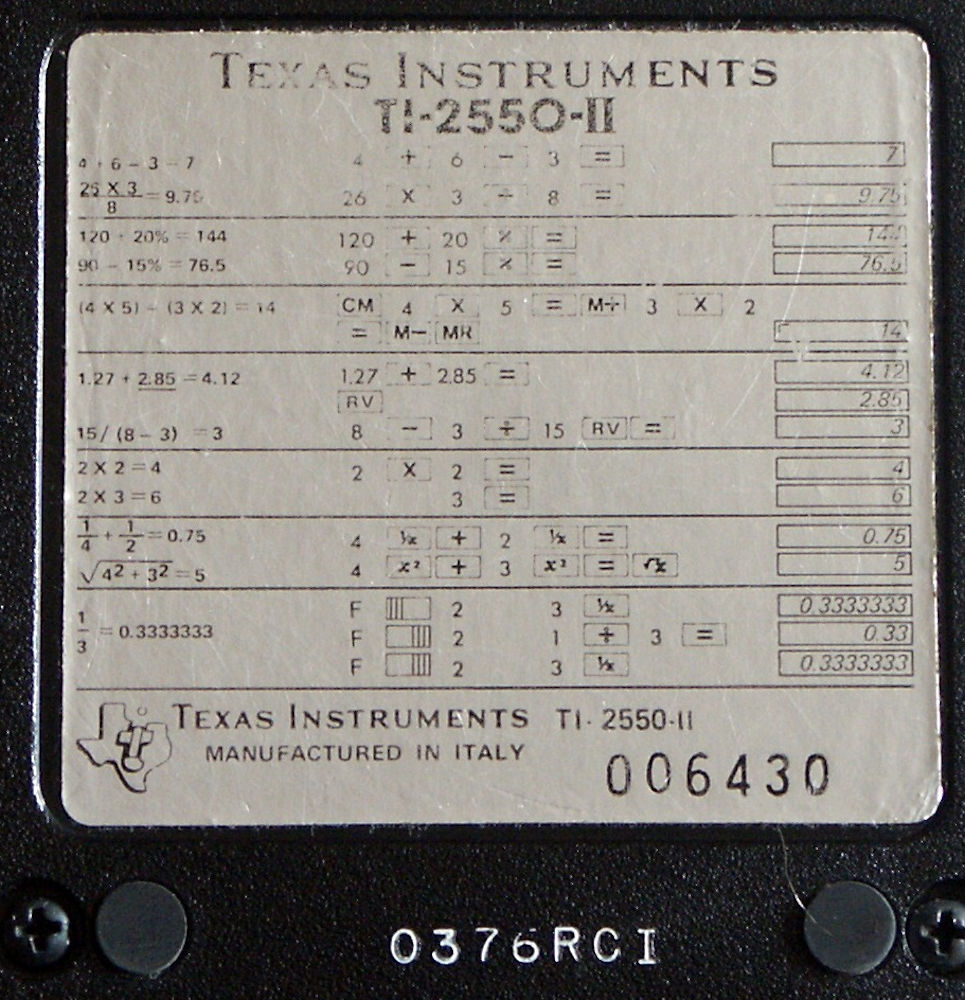 TEXAS INSTRUMENTS
TI-2550-II
4 + 6 − 3 − 7 4 + 6 − 3 = 7
26 X 3 / 8 = 9.75 26 X 3 ÷ 8 = 9.75
120 + 20% = 144 120 + 20 % = 144
90 − 15% = 76.5 90 − 15 % = 76.5
(4 X 5) − (3 X 2) = 14 CM 4 X 5 = M+ 3 X 2
= M− MR 14
1.27 + 2.85 = 4.12 1.27 + 2.85 = 4.12
RV 2.85
15/ (8 − 3) = 3 8 − 3 ÷ 15 RV = 3
2 X 2 = 4 2 X 2 = 4
2 X 3 = 6 3 = 6
1/4 + 1/2 = 0.75 4 1/x + 2 1/x = 0.75
√4² + 3² = 5 4 x² + 3 x² = √x 5
F 2 3 1/x 0.3333333
1/3 = 0.3333333 F 2 1 ÷ 3 = 0.33
F 2 3 1/x 0.3333333
TEXAS INSTRUMENTS TI-2550-II
MANUFACTURED IN ITALY
006430
0376RCI